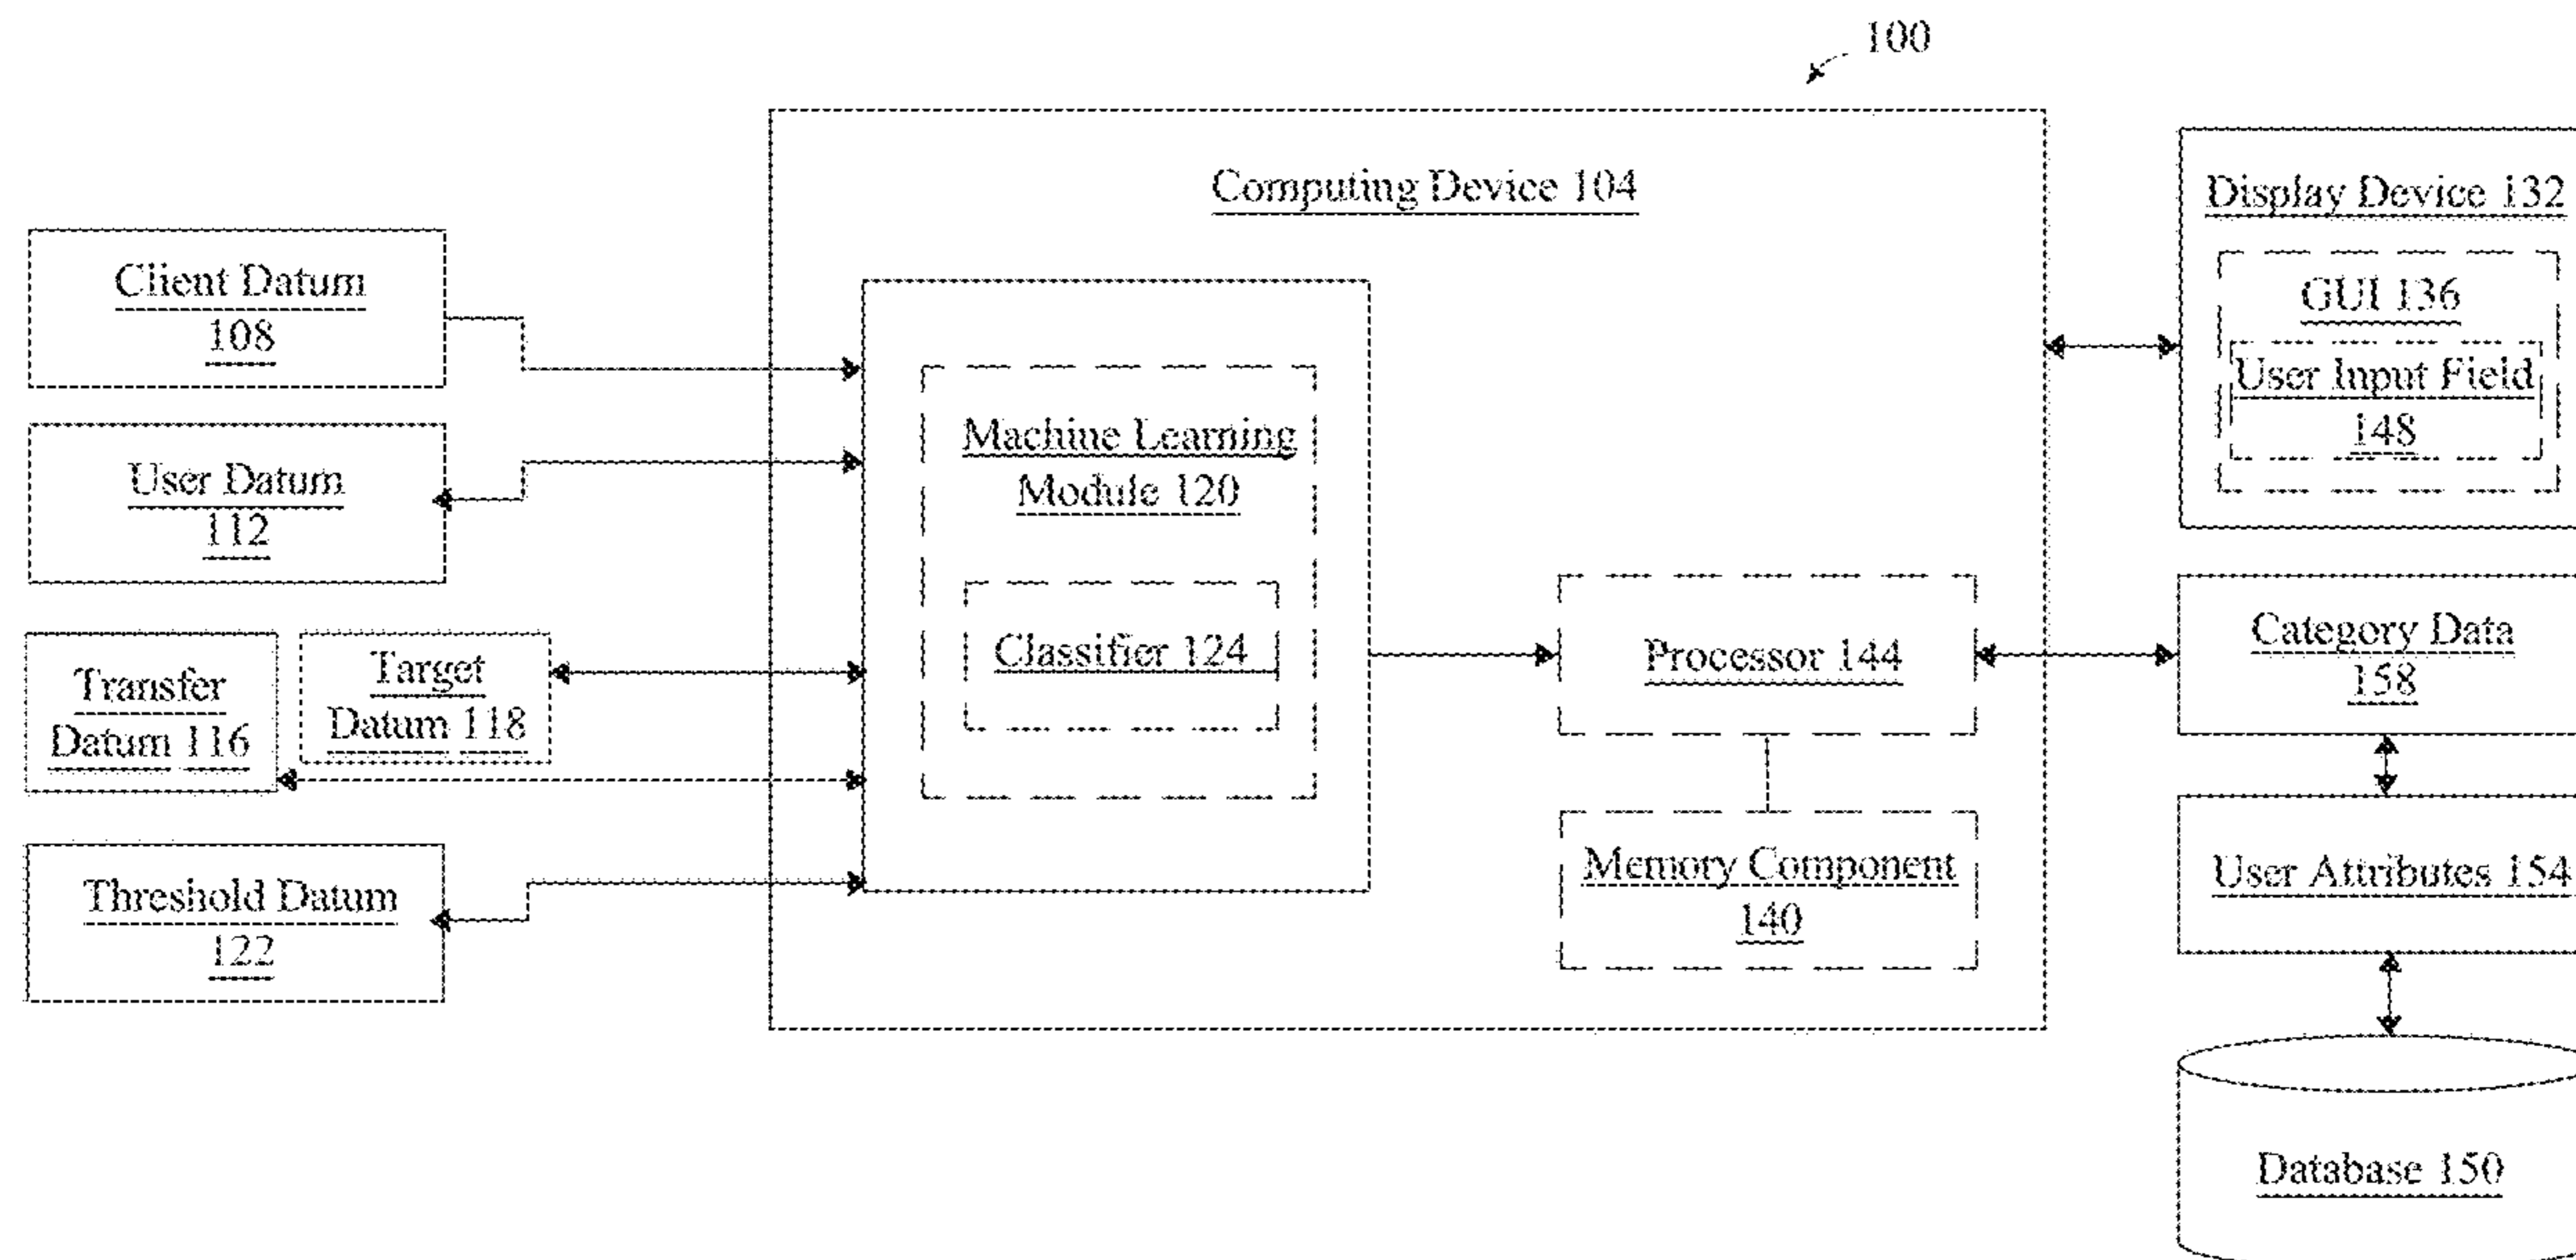 100
Computing Device 104
Display Device 132
Client Datum
108
GUI 136
User Input Field
148
Machine Learning
Module 120
User Datum
112
Classifier 124
Processor 144
Category Data
158
Transfer
Datum 116
Target
Datum 118
Memory Component
140
User Attributes 154
Threshold Datum
122
Database 150